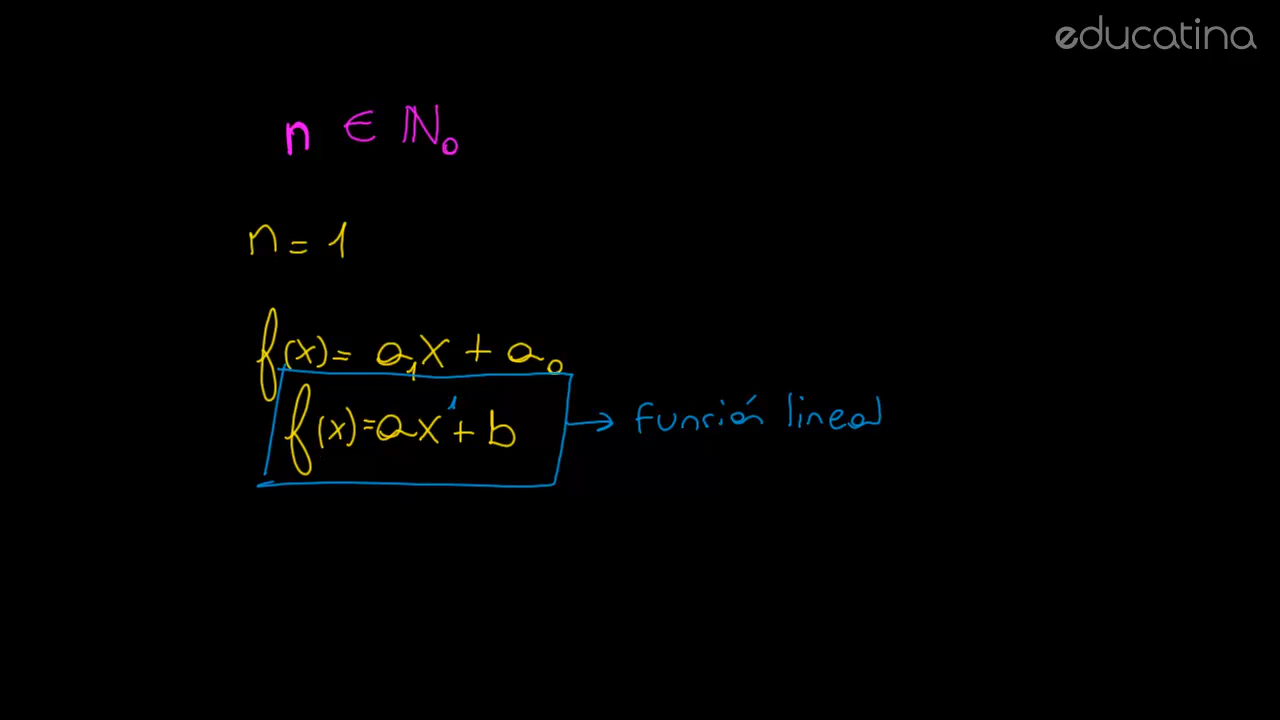 educatina
n ∈ ℕ₀
n = 1
f(x) = a₁x + a₀
f(x) = ax¹ + b → Función lineal